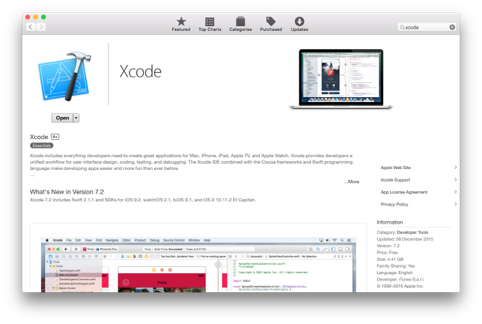 Featured Top Charts Categories Purchased Updates
xcode
Xcode
Open
Xcode 4+
Essentials
Xcode includes everything developers need to create great applications for Mac, iPhone, iPad, Apple TV, and Apple Watch. Xcode provides developers a
unified workflow for user interface design, coding, testing, and debugging. The Xcode IDE combined with the Cocoa frameworks and Swift programming
language make developing apps easier and more fun than ever before.
...
...More
What's New in Version 7.2
Xcode 7.2 includes Swift 2.1.1 and SDKs for iOS 9.2, watchOS 2.1, tvOS 9.1, and OS X 10.11.2 El Capitan.
Apple Web Site
Xcode Support
App License Agreement
Privacy Policy
Information
Category: Developer Tools
Updated: 08 December 2015
Version: 7.2
Price: Free
Size: 4.41 GB
Family Sharing: Yes
Language: English
Developer: iTunes S.a.r.l.
© 1999-2015 Apple Inc.
Xcode File Edit View Find Navigate Editor Product Debug Source Control Window Help